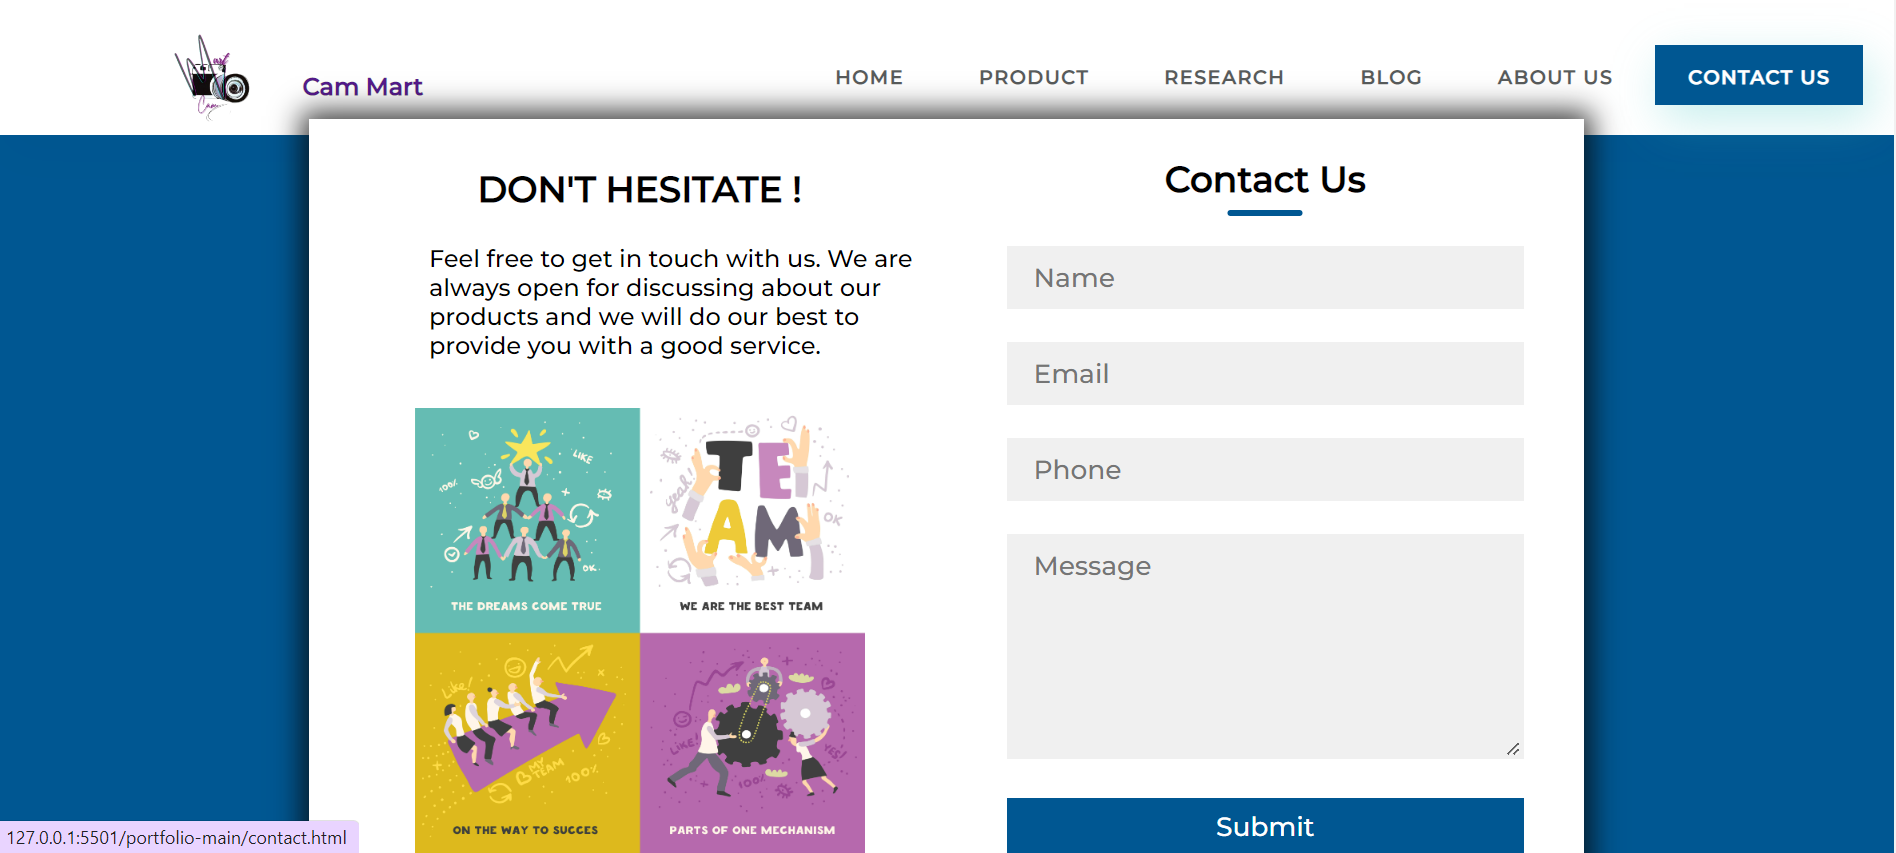 art
Cam
Cam Mart
HOME
PRODUCT
RESEARCH
BLOG
ABOUT US
CONTACT US
DON'T HESITATE !
Feel free to get in touch with us. We are
always open for discussing about our
products and we will do our best to
provide you with a good service.
LIKE
100%
OK
THE DREAMS COME TRUE
TE
AM
yeah!
OK
WE ARE THE BEST TEAM
Like!
MY
TEAM
100%
ON THE WAY TO SUCCES
LIKE!
YES!
100%
PARTS OF ONE MECHANISM
Contact Us
Name
Email
Phone
Message
Submit
127.0.0.1:5501/portfolio-main/contact.html